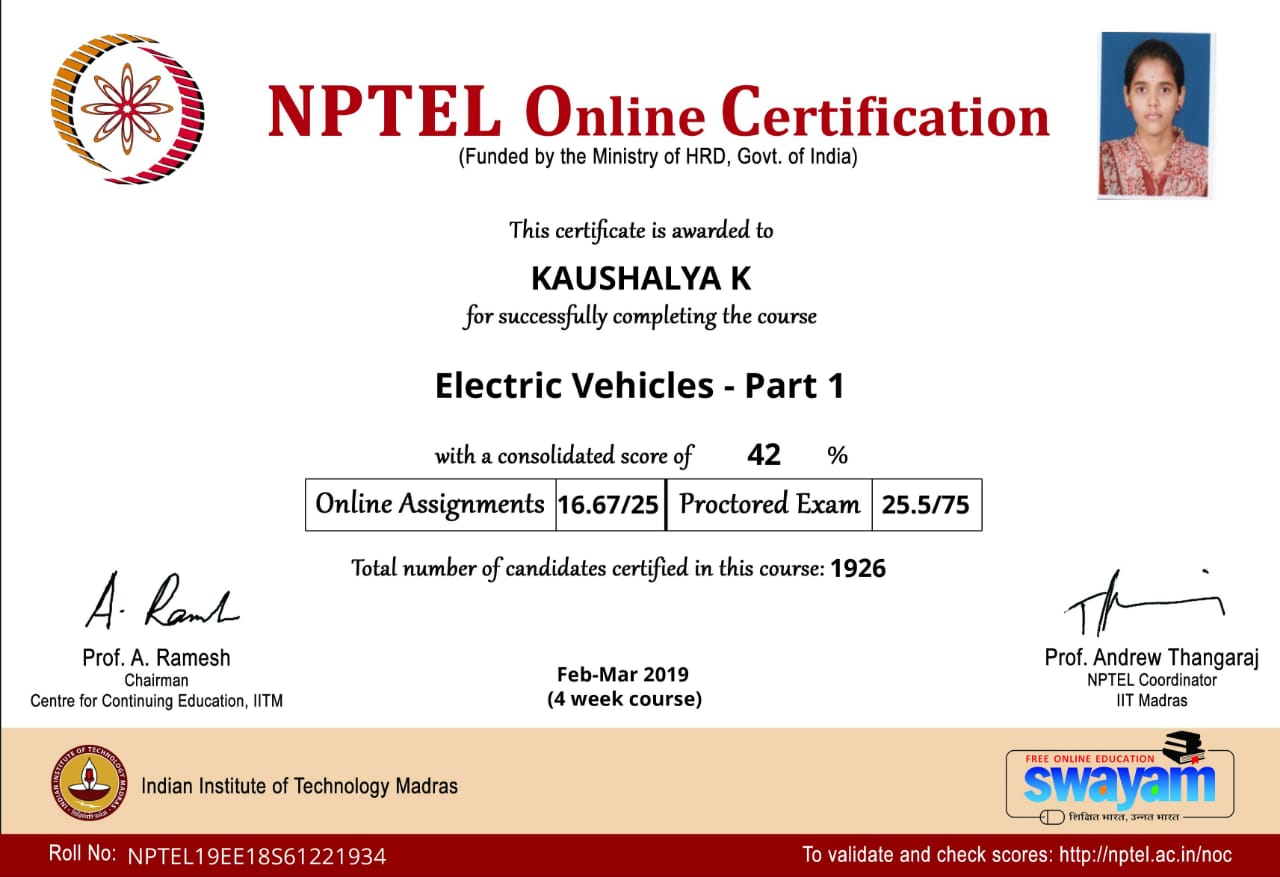 NPTEL Online Certification
(Funded by the Ministry of HRD, Govt. of India)
This certificate is awarded to
KAUSHALYA K
for successfully completing the course
Electric Vehicles - Part 1
with a consolidated score of 42 %
Online Assignments 16.67/25 Proctored Exam 25.5/75
Total number of candidates certified in this course: 1926
Prof. A. Ramesh
Chairman
Centre for Continuing Education, IITM
Feb-Mar 2019
(4 week course)
Prof. Andrew Thangaraj
NPTEL Coordinator
IIT Madras
INDIAN INSTITUTE OF TECHNOLOGY MADRAS
Indian Institute of Technology Madras
FREE ONLINE EDUCATION
swayam
शिक्षित भारत, उन्नत भारत
Roll No: NPTEL19EE18S61221934
To validate and check scores: http://nptel.ac.in/noc